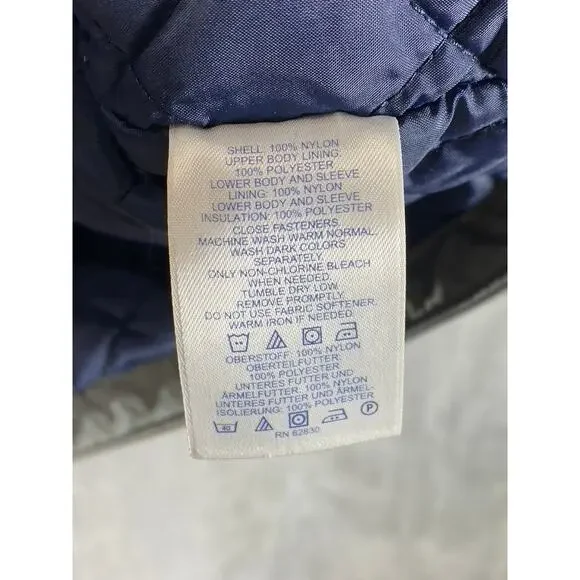 SHELL: 100% NYLON
UPPER BODY LINING:
100% POLYESTER
LOWER BODY AND SLEEVE
LINING: 100% NYLON
LOWER BODY AND SLEEVE
INSULATION: 100% POLYESTER
CLOSE FASTENERS
MACHINE WASH WARM NORMAL
WASH DARK COLORS
SEPARATELY.
ONLY NON-CHLORINE BLEACH
WHEN NEEDED.
TUMBLE DRY LOW.
REMOVE PROMPTLY.
DO NOT USE FABRIC SOFTENER.
WARM IRON IF NEEDED.
OBERSTOFF: 100% NYLON
OBERTEILFUTTER:
100% POLYESTER
UNTERES FUTTER UND
ÄRMELFUTTER: 100% NYLON
UNTERES FUTTER UND ÄRMEL-
ISOLIERUNG: 100% POLYESTER
40 P
RN 62830